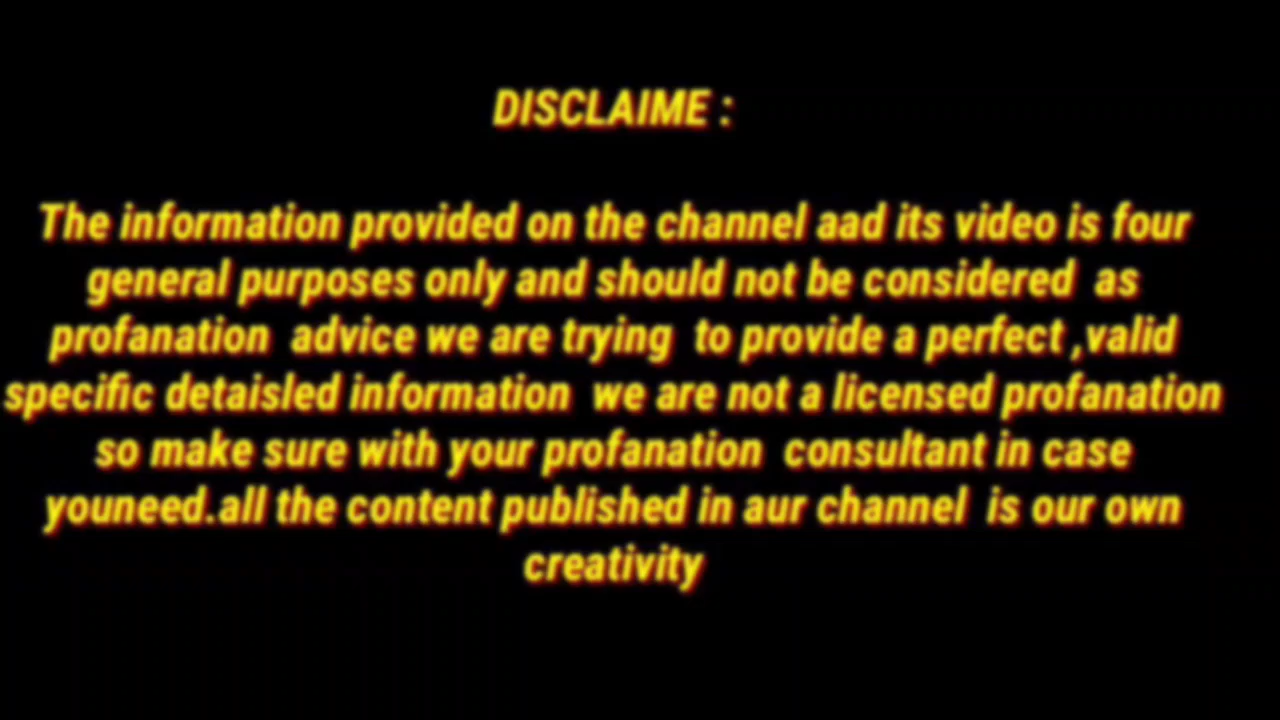 DISCLAIME :
The information provided on the channel aad its video is four
general purposes only and should not be considered as
profanation advice we are trying to provide a perfect ,valid
specific detaisled information we are not a licensed profanation
so make sure with your profanation consultant in case
youneed.all the content published in aur channel is our own
creativity